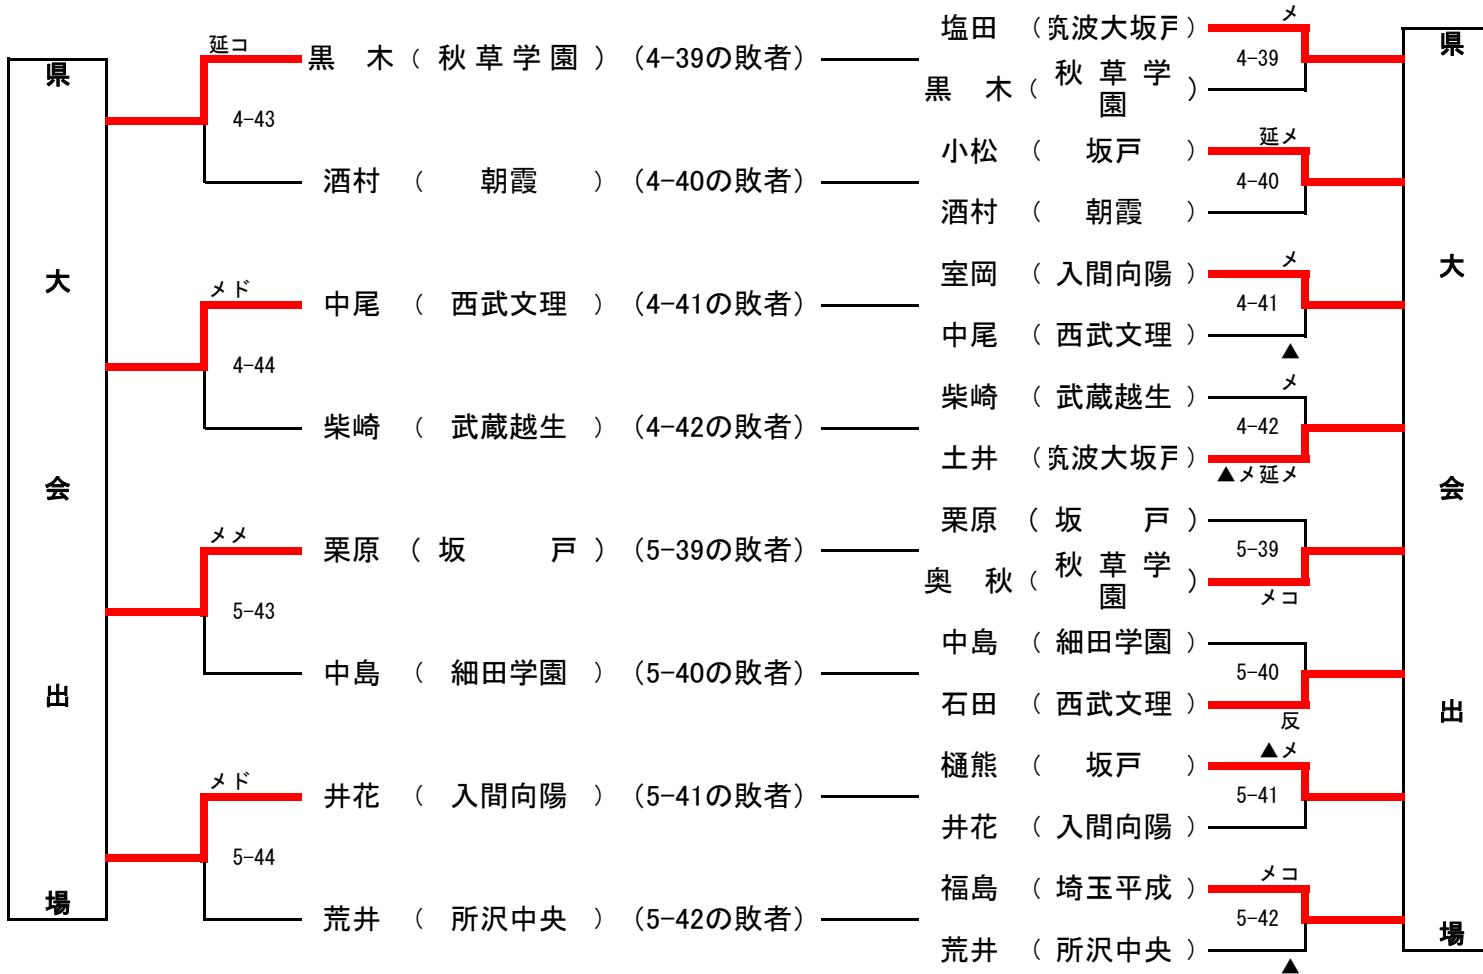 県大会出場
延コ
黒 木 ( 秋草学園 ) (4-39の敗者)
4-43
酒村 ( 朝霞 ) (4-40の敗者)
メド
中尾 ( 西武文理 ) (4-41の敗者)
4-44
柴崎 ( 武蔵越生 ) (4-42の敗者)
メメ
栗原 ( 坂 戸 ) (5-39の敗者)
5-43
中島 ( 細田学園 ) (5-40の敗者)
メド
井花 ( 入間向陽 ) (5-41の敗者)
5-44
荒井 ( 所沢中央 ) (5-42の敗者)
メ
塩田 ( 筑波大坂戸 )
4-39
黒 木 ( 秋草学
園 )
延メ
小松 ( 坂戸 )
4-40
酒村 ( 朝霞 )
メ
室岡 ( 入間向陽 )
4-41
中尾 ( 西武文理 )
▲
メ
柴崎 ( 武蔵越生 )
4-42
土井 ( 筑波大坂戸 )
▲メ延メ
栗原 ( 坂 戸 )
5-39
奥 秋 ( 秋草学
園 )
メコ
中島 ( 細田学園 )
5-40
石田 ( 西武文理 )
反
▲メ
樋熊 ( 坂戸 )
5-41
井花 ( 入間向陽 )
メコ
福島 ( 埼玉平成 )
5-42
荒井 ( 所沢中央 )
▲
県大会出場